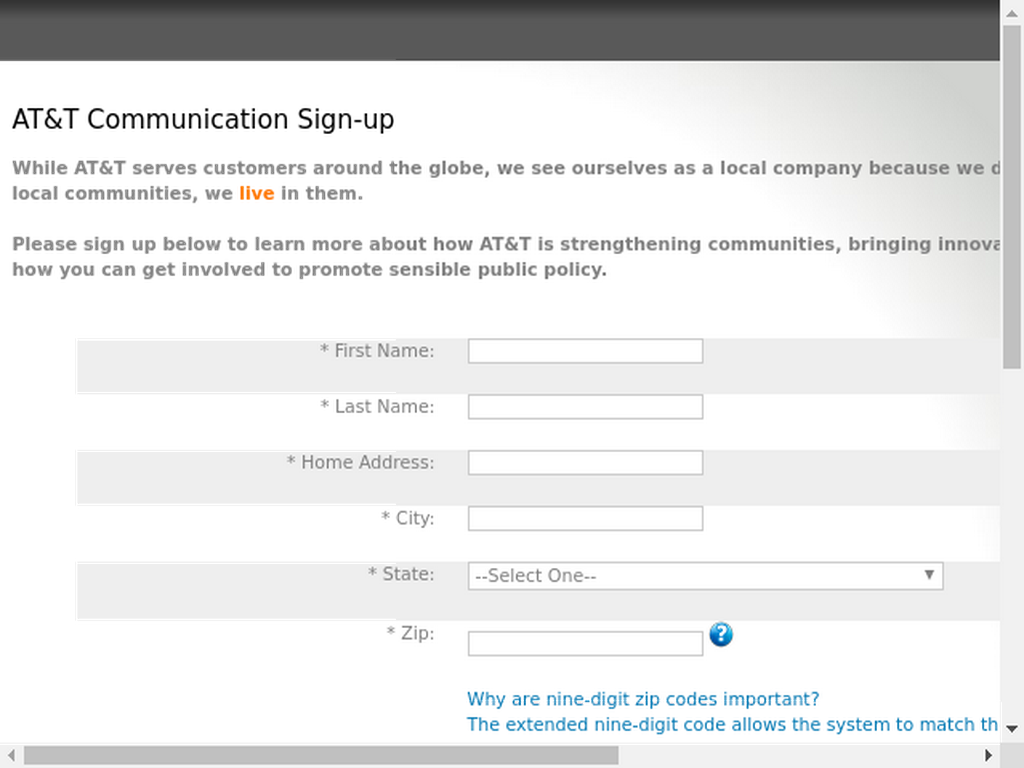 AT&T Communication Sign-up
While AT&T serves customers around the globe, we see ourselves as a local company because we d
local communities, we live in them.
Please sign up below to learn more about how AT&T is strengthening communities, bringing innova
how you can get involved to promote sensible public policy.
* First Name:
* Last Name:
* Home Address:
* City:
* State: --Select One--
* Zip:
Why are nine-digit zip codes important?
The extended nine-digit code allows the system to match th